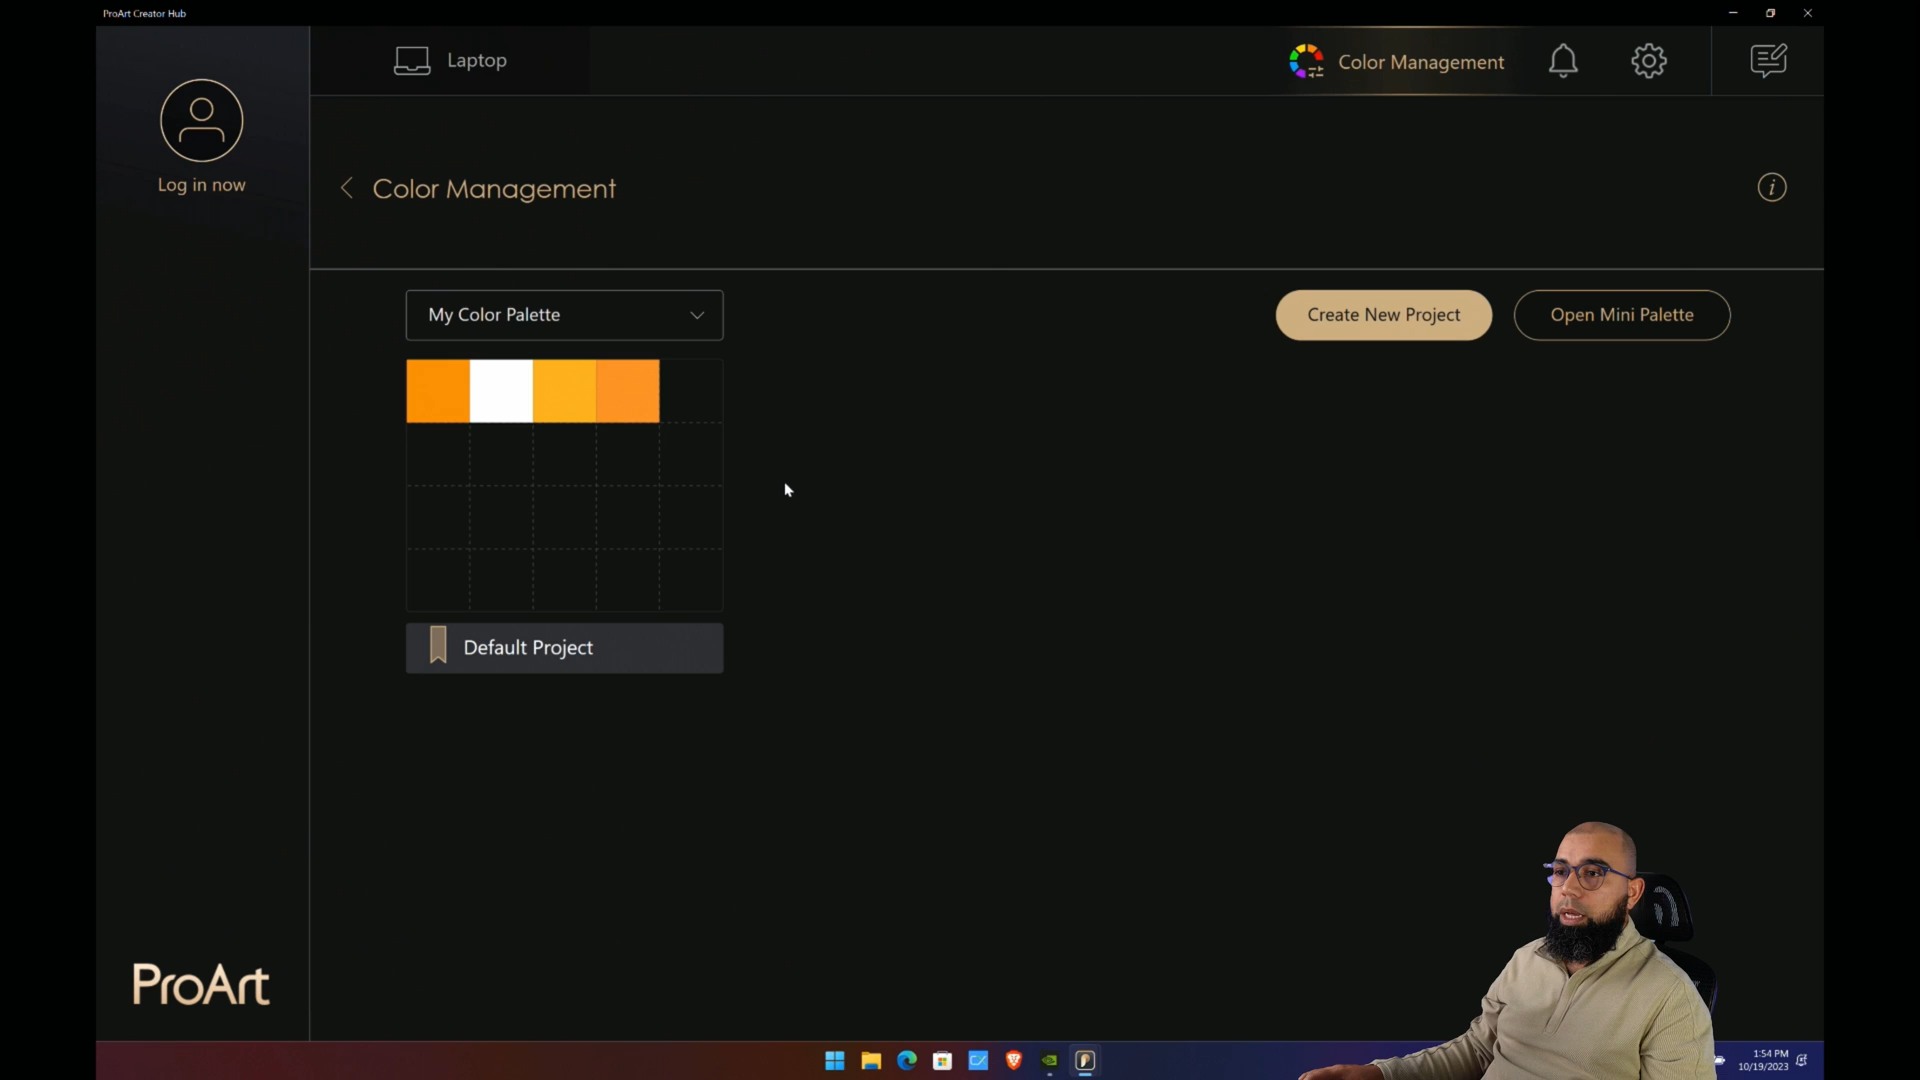 ProArt Creator Hub
Laptop
Color Management
Log in now
Color Management
My Color Palette
Create New Project
Open Mini Palette
Default Project
ProArt
1:54 PM
10/19/2023